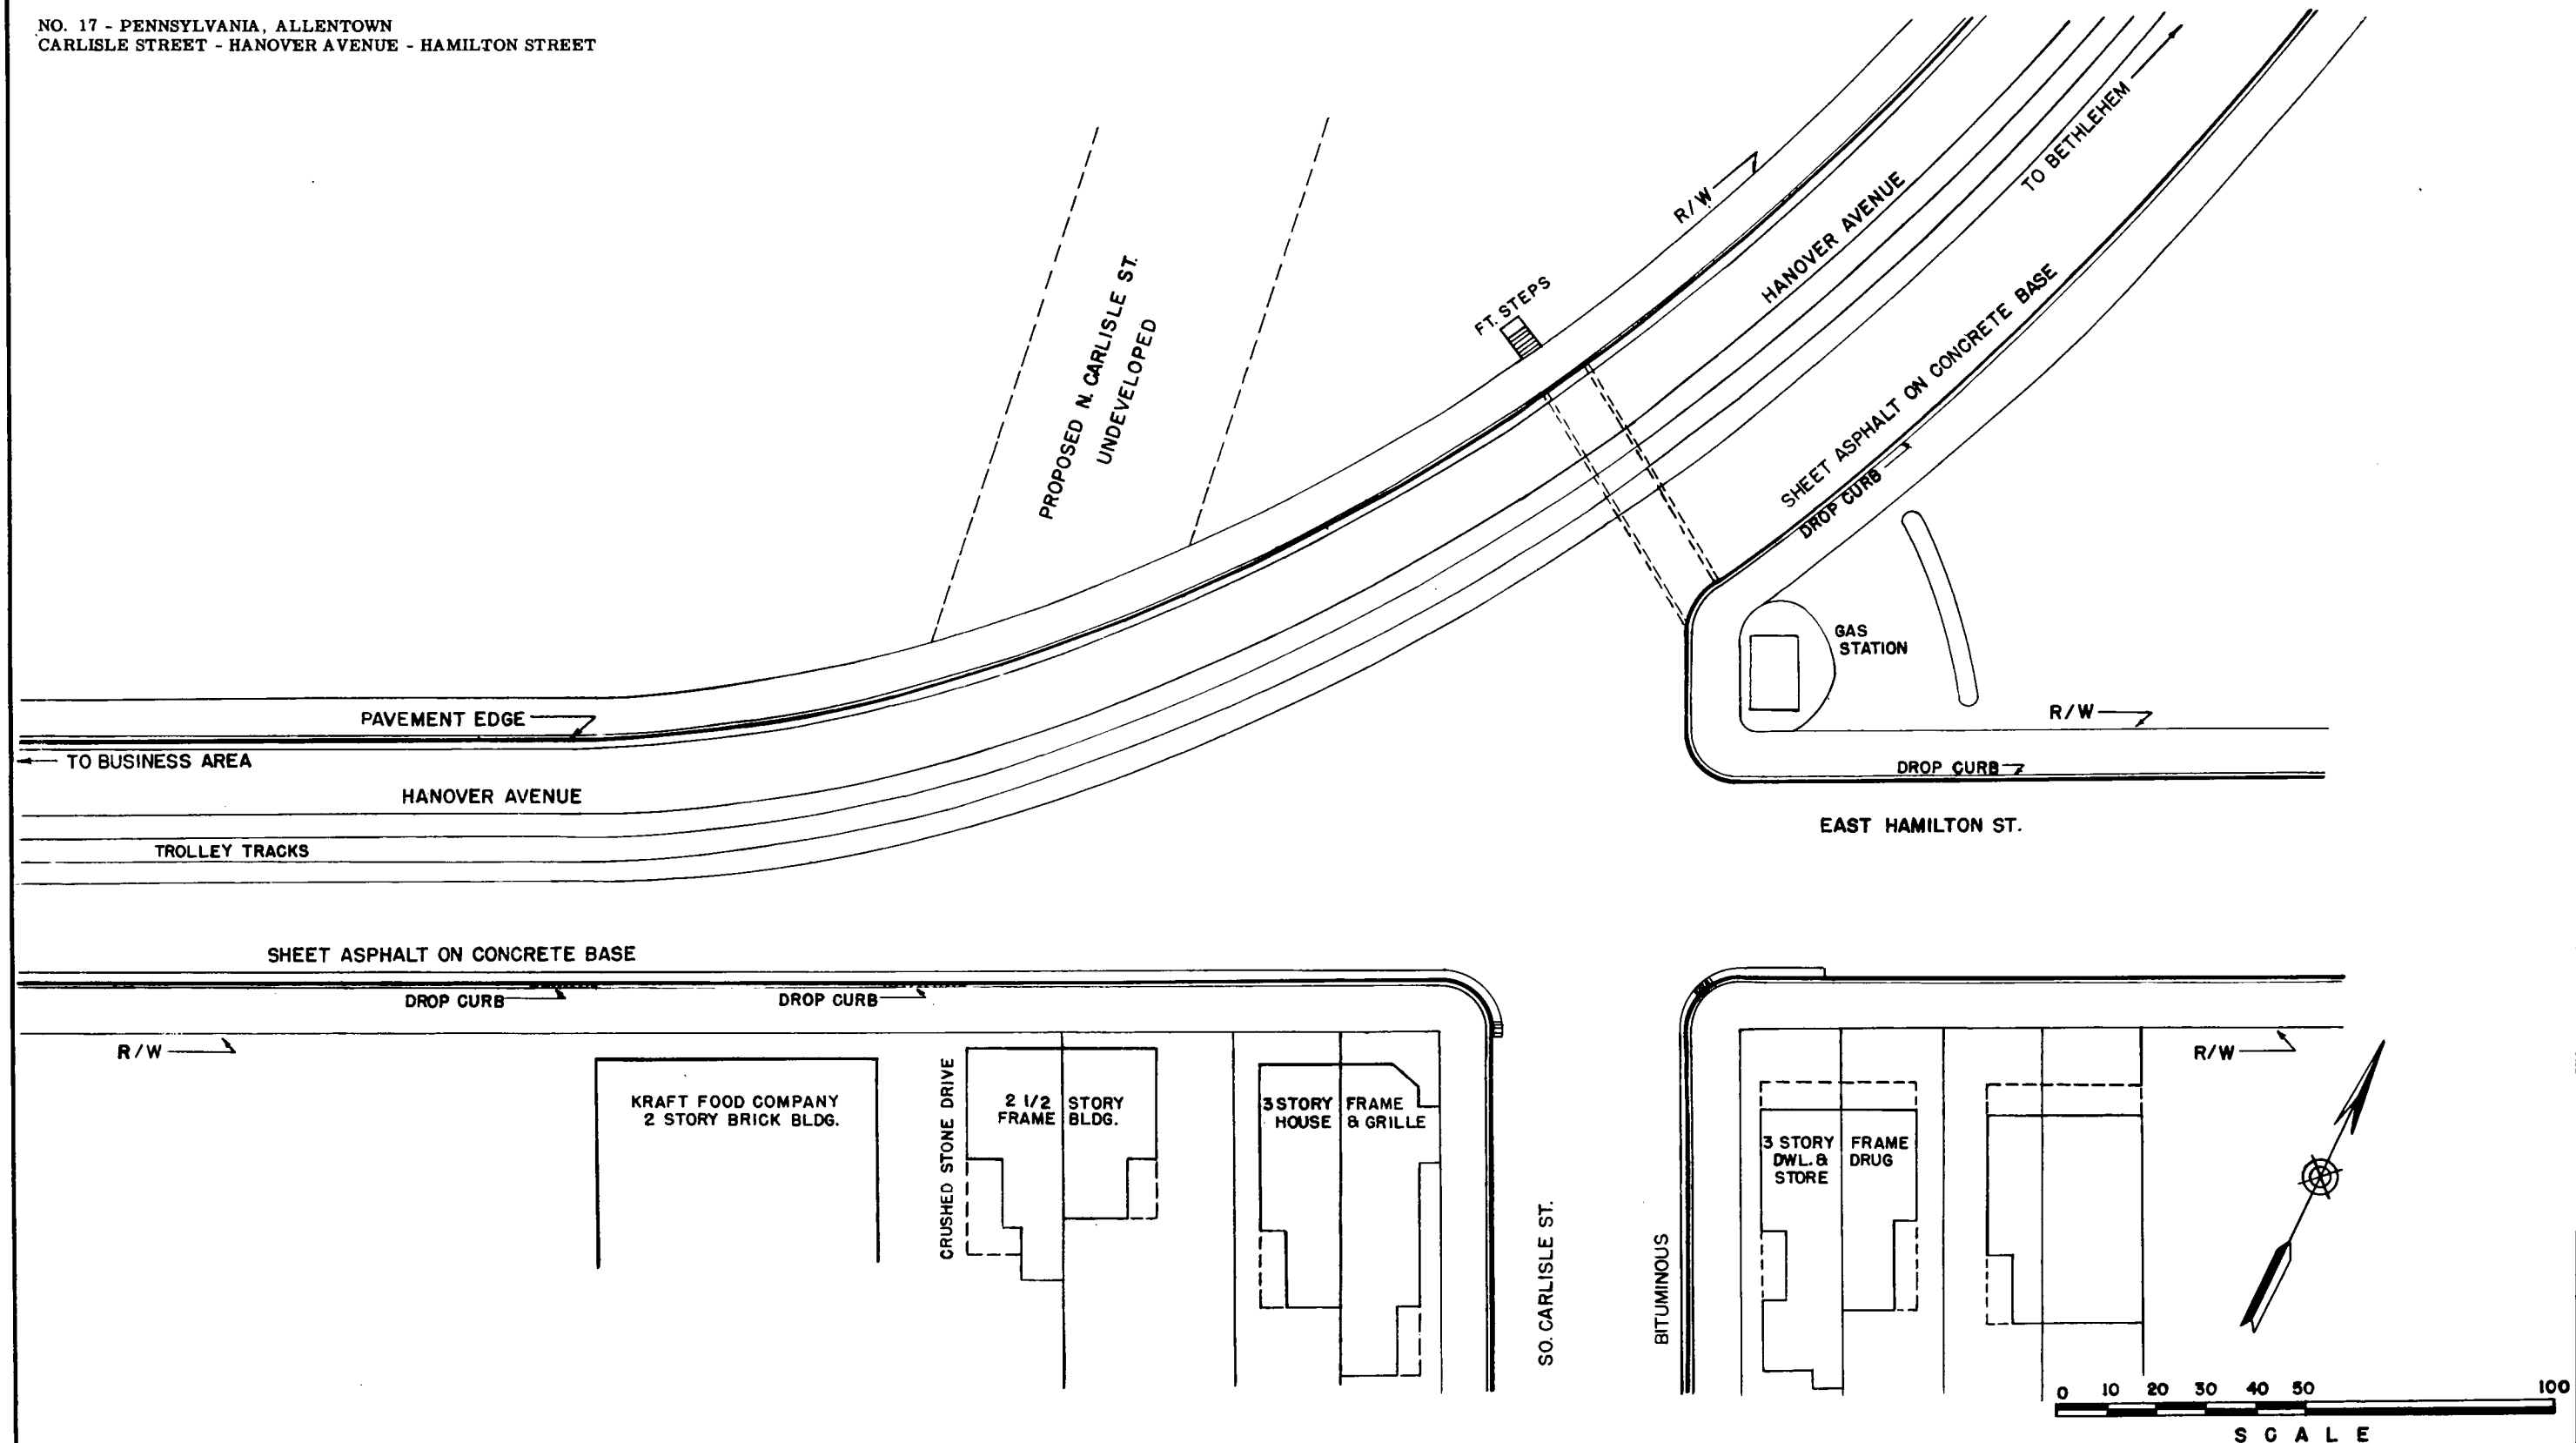 NO. 17 - PENNSYLVANIA, ALLENTOWN
CARLISLE STREET - HANOVER AVENUE - HAMILTON STREET
PROPOSED N. CARLISLE ST.
UNDEVELOPED
R/W
FT. STEPS
HANOVER AVENUE
TO BETHLEHEM
SHEET ASPHALT ON CONCRETE BASE
DROP CURB
GAS
STATION
R/W
DROP CURB
EAST HAMILTON ST.
PAVEMENT EDGE
TO BUSINESS AREA
HANOVER AVENUE
TROLLEY TRACKS
SHEET ASPHALT ON CONCRETE BASE
DROP CURB
DROP CURB
R/W
KRAFT FOOD COMPANY
2 STORY BRICK BLDG.
CRUSHED STONE DRIVE
2 1/2 STORY
FRAME BLDG.
3 STORY FRAME
HOUSE & GRILLE
SO. CARLISLE ST.
BITUMINOUS
3 STORY FRAME
DWL. & DRUG
STORE
R/W
0 10 20 30 40 50 100
SCALE